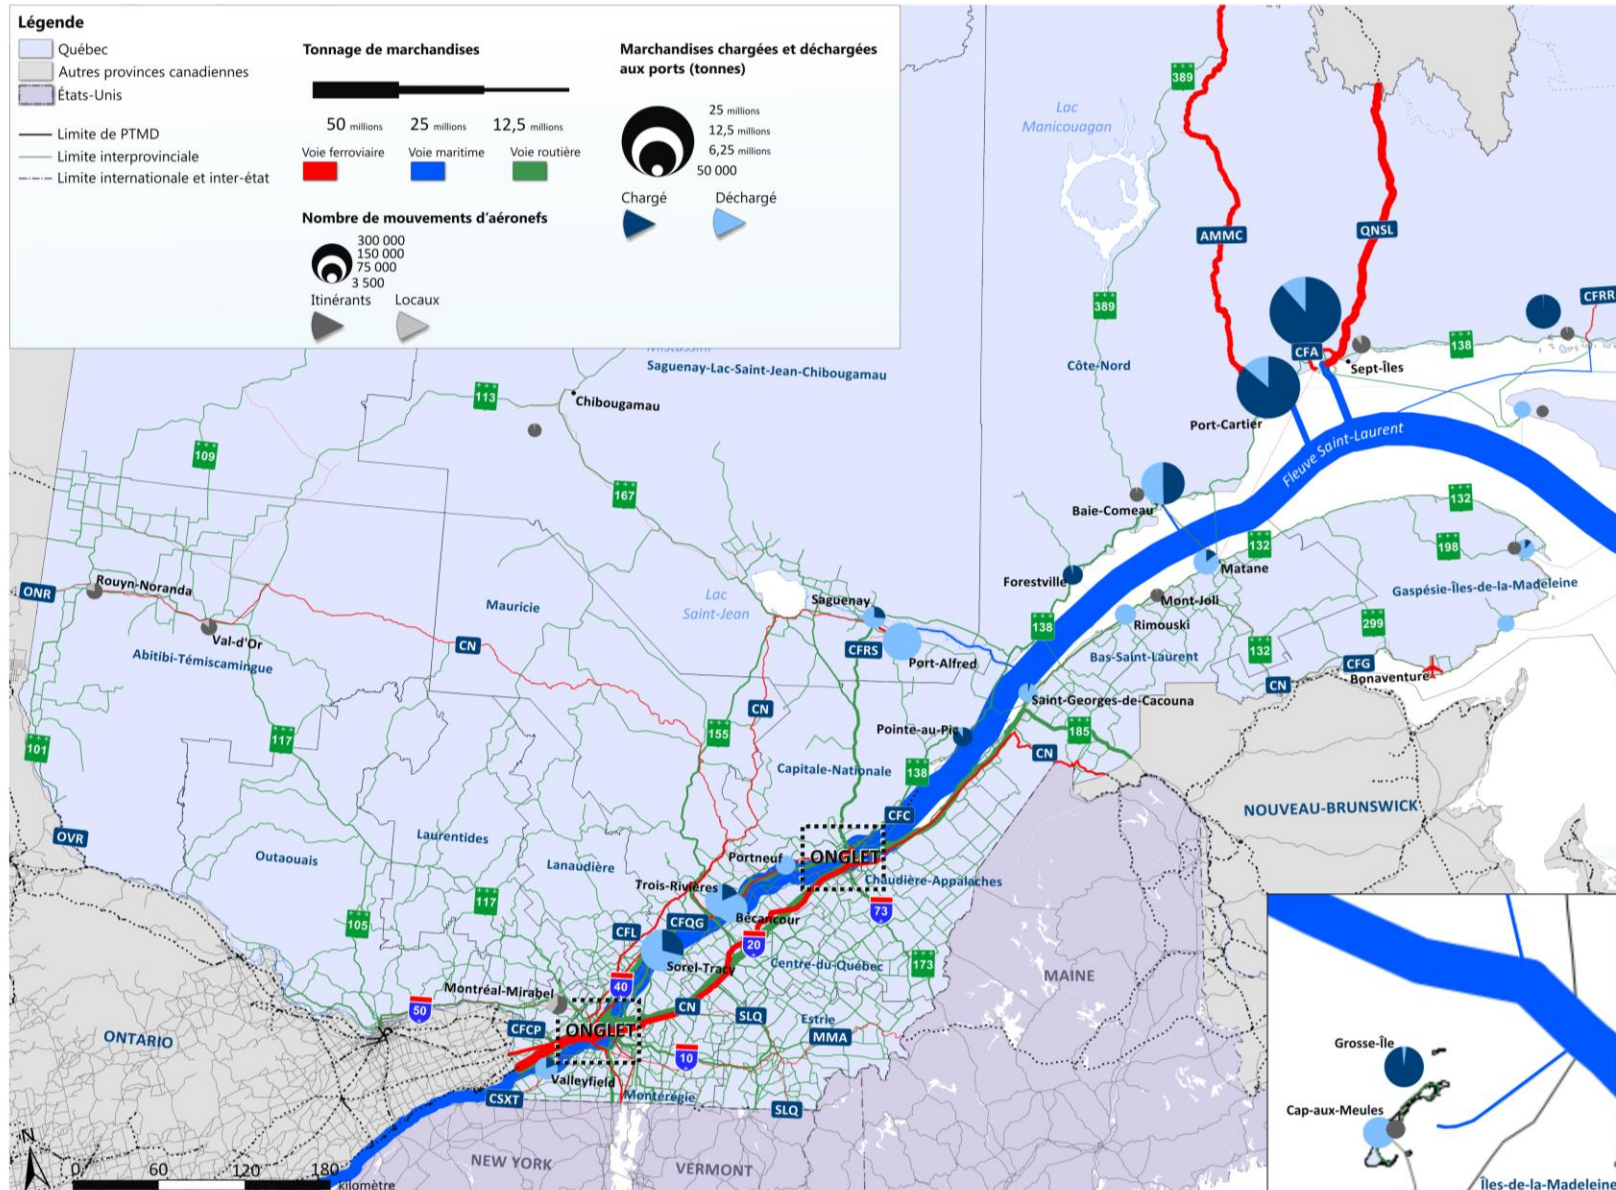 Légende
Québec
Autres provinces canadiennes
États-Unis
Limite de PTMD
Limite interprovinciale
Limite internationale et inter-état
Tonnage de marchandises
50 millions
25 millions
12,5 millions
Voie ferroviaire
Voie maritime
Voie routière
Nombre de mouvements d'aéronefs
300 000
150 000
75 000
3 500
Itinérants
Locaux
Marchandises chargées et déchargées
aux ports (tonnes)
25 millions
12,5 millions
6,25 millions
50 000
Chargé
Déchargé
389
Lac
Manicouagan
AMMC
QNSL
389
CFRR
138
CFA
Sept-Îles
Côte-Nord
Mistassini
Saguenay-Lac-Saint-Jean-Chibougamau
113
Chibougamau
Port-Cartier
Fleuve Saint-Laurent
109
167
132
Baie-Comeau
132
198
Matane
Forestville
Gaspésie-Îles-de-la-Madeleine
ONR
Rouyn-Noranda
Mauricie
Lac
Saint-Jean
Saguenay
Mont-Joli
Rimouski
138
299
Val-d'Or
CN
CFRS
Port-Alfred
132
Bas-Saint-Laurent
CFG
Abitibi-Témiscamingue
Bonaventure
CN
Saint-Georges-de-Cacouna
CN
101
117
155
Pointe-au-Pic
185
CN
Capitale-Nationale
138
CFC
NOUVEAU-BRUNSWICK
OVR
Laurentides
Outaouais
Lanaudière
Portneuf
ONGLET
Chaudière-Appalaches
Trois-Rivières
117
105
CFL
CFQG
Bécancour
73
20
Sorel-Tracy
Centre-du-Québec
173
MAINE
Montréal-Mirabel
40
50
CN
SLQ
Estrie
CFCP
ONGLET
MMA
ONTARIO
10
Valleyfield
CSXT
Montérégie
SLQ
NEW YORK
VERMONT
N
0
60
120
180
kilomètre
Grosse-Île
Cap-aux-Meules
Îles-de-la-Madeleine